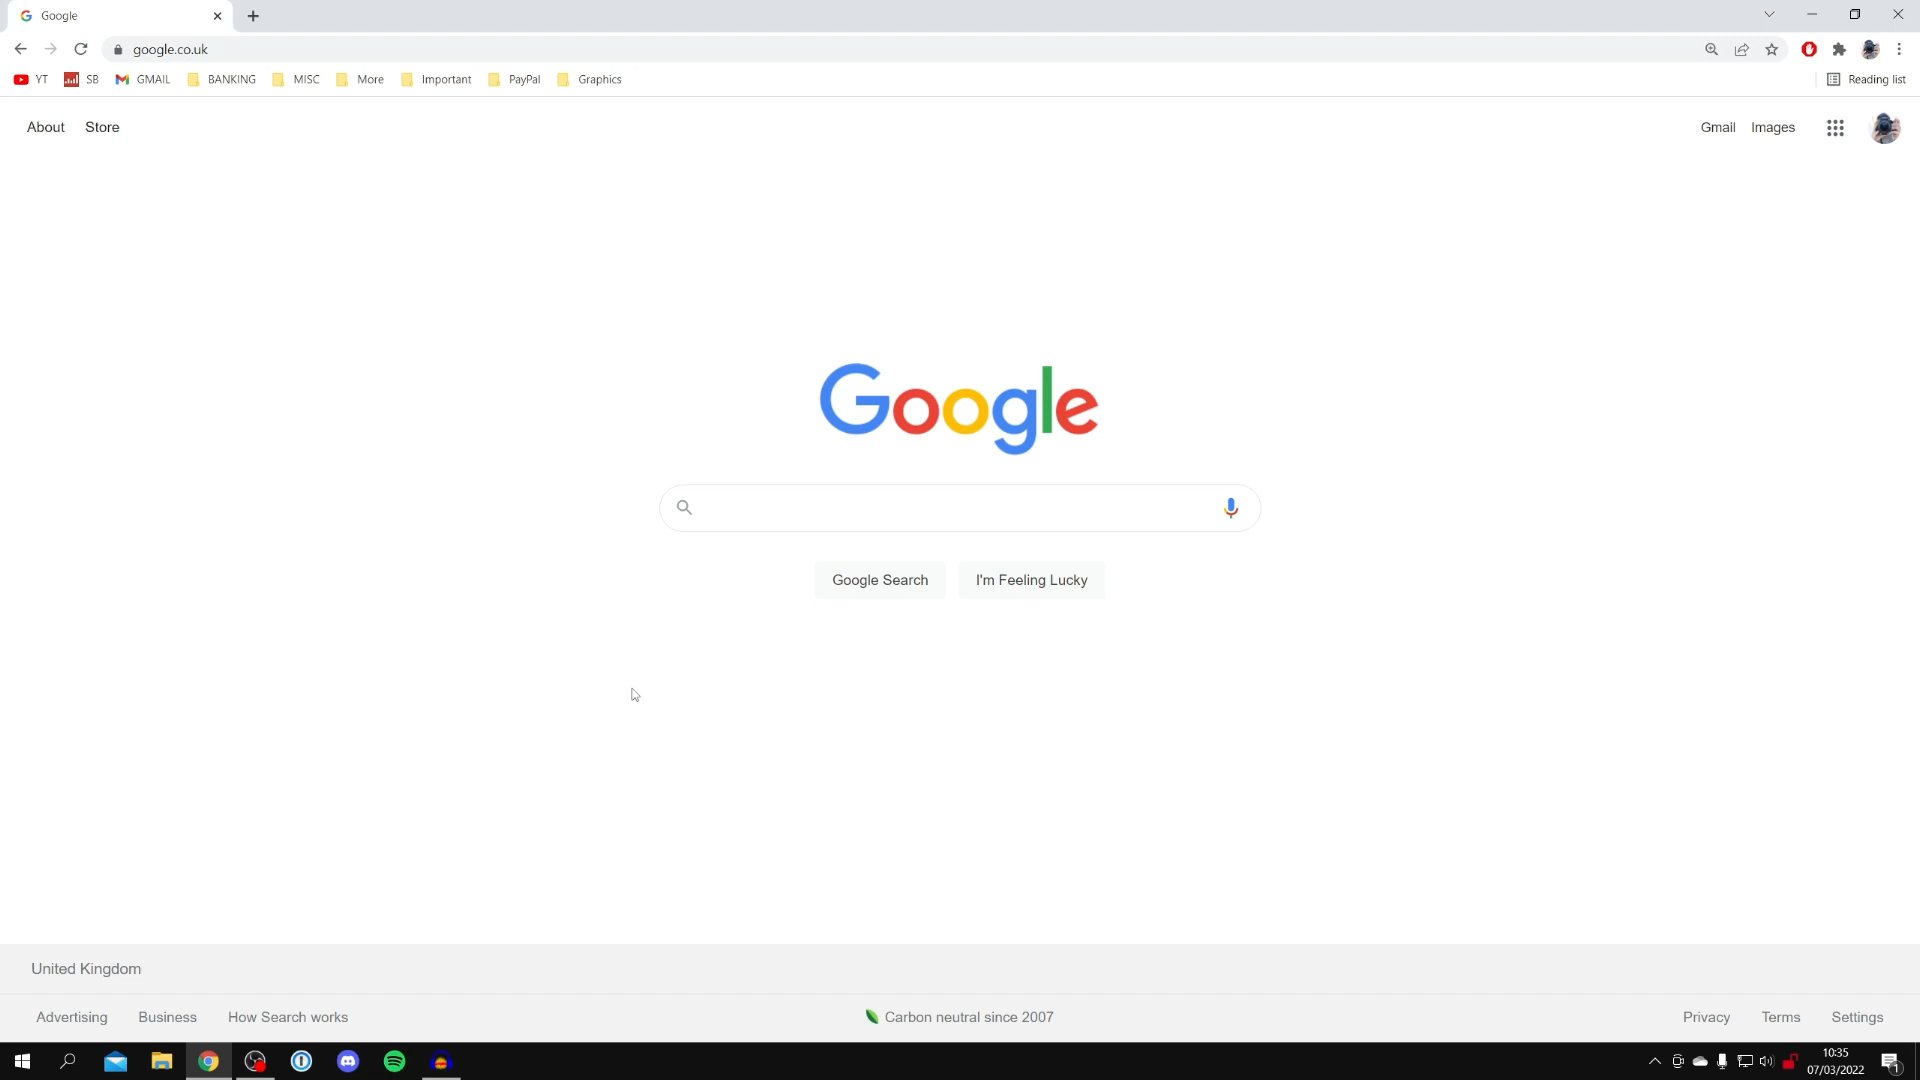 Google
google.co.uk
YT SB GMAIL BANKING MISC More Important PayPal Graphics Reading list
About Store Gmail Images
Google
Google Search I'm Feeling Lucky
United Kingdom
Advertising Business How Search works Carbon neutral since 2007 Privacy Terms Settings
10:35
07/03/2022
1